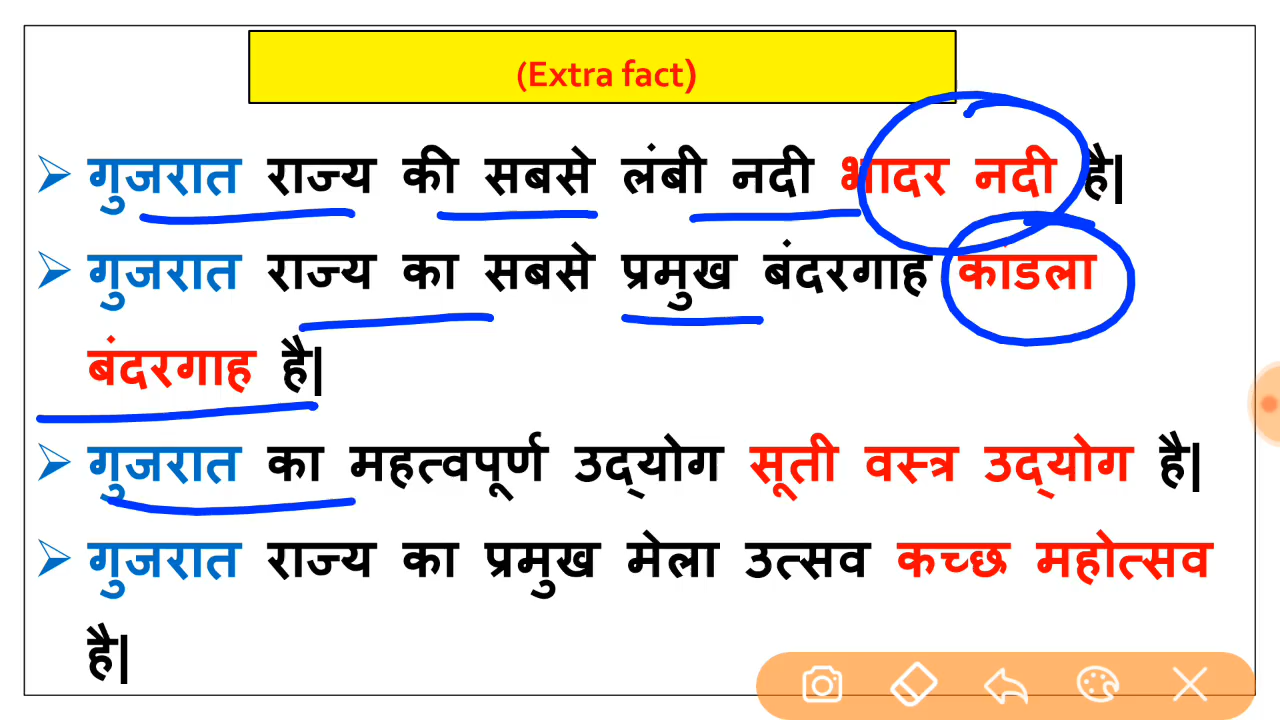 (Extra fact)
➢ गुजरात राज्य की सबसे लंबी नदी भादर नदी है|
➢ गुजरात राज्य का सबसे प्रमुख बंदरगाह कांडला
बंदरगाह है|
➢ गुजरात का महत्वपूर्ण उद्योग सूती वस्त्र उद्योग है|
➢ गुजरात राज्य का प्रमुख मेला उत्सव कच्छ महोत्सव
है|